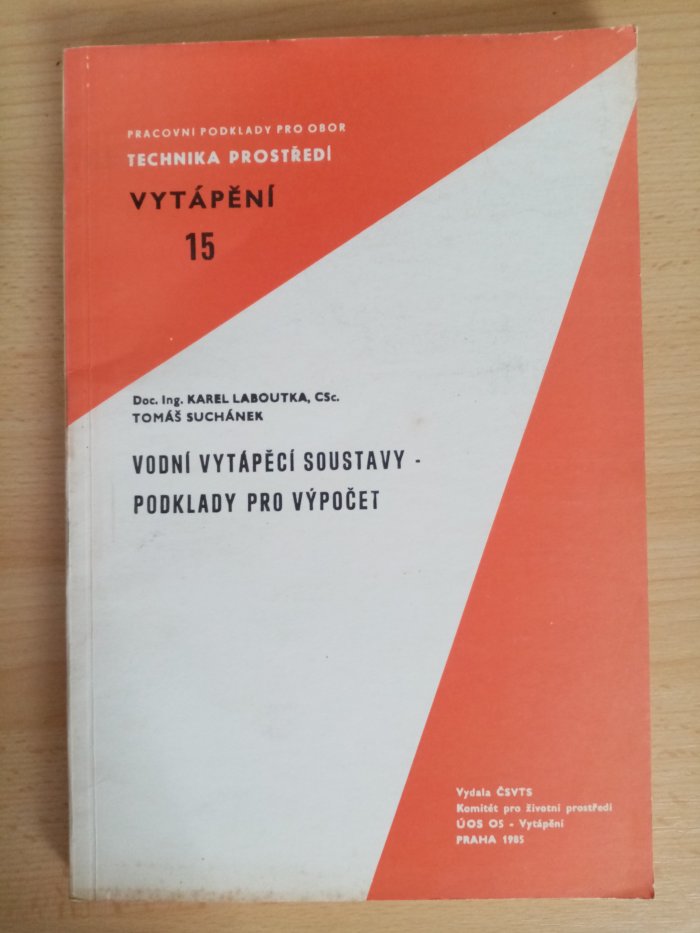 PRACOVNÍ PODKLADY PRO OBOR
TECHNIKA PROSTŘEDÍ
VYTÁPĚNÍ
15
Doc. Ing. KAREL LABOUTKA, CSc.
TOMÁŠ SUCHÁNEK
VODNÍ VYTÁPĚCÍ SOUSTAVY -
PODKLADY PRO VÝPOČET
Vydala ČSVTS
Komitét pro životní prostředí
ÚOS 05 - Vytápění
PRAHA 1985